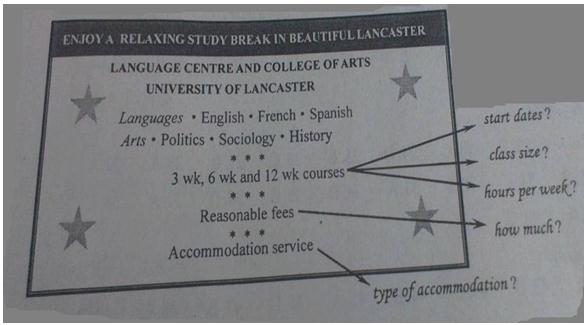 ENJOY A RELAXING STUDY BREAK IN BEAUTIFUL LANCASTER
LANGUAGE CENTRE AND COLLEGE OF ARTS
UNIVERSITY OF LANCASTER
Languages • English • French • Spanish
Arts • Politics • Sociology • History
* * *
3 wk, 6 wk and 12 wk courses
* * *
Reasonable fees
* * *
Accommodation service
start dates?
class size?
hours per week?
how much?
type of accommodation?